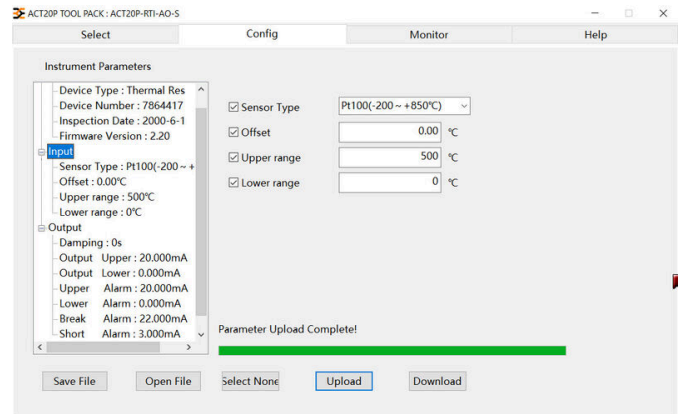 ACT20P TOOL PACK : ACT20P-RTI-AO-S
Select Config Monitor Help
Instrument Parameters
Device Type : Thermal Res
Device Number : 7864417
Inspection Date : 2000-6-1
Firmware Version : 2.20
Input
Sensor Type : Pt100(-200 ~ +
Offset : 0.00℃
Upper range : 500℃
Lower range : 0℃
Output
Damping : 0s
Output Upper : 20.000mA
Output Lower : 0.000mA
Upper Alarm : 20.000mA
Lower Alarm : 0.000mA
Break Alarm : 22.000mA
Short Alarm : 3.000mA
Sensor Type Pt100(-200 ~ +850℃)
Offset 0.00 ℃
Upper range 500 ℃
Lower range 0 ℃
Parameter Upload Complete!
Save File Open File Select None Upload Download